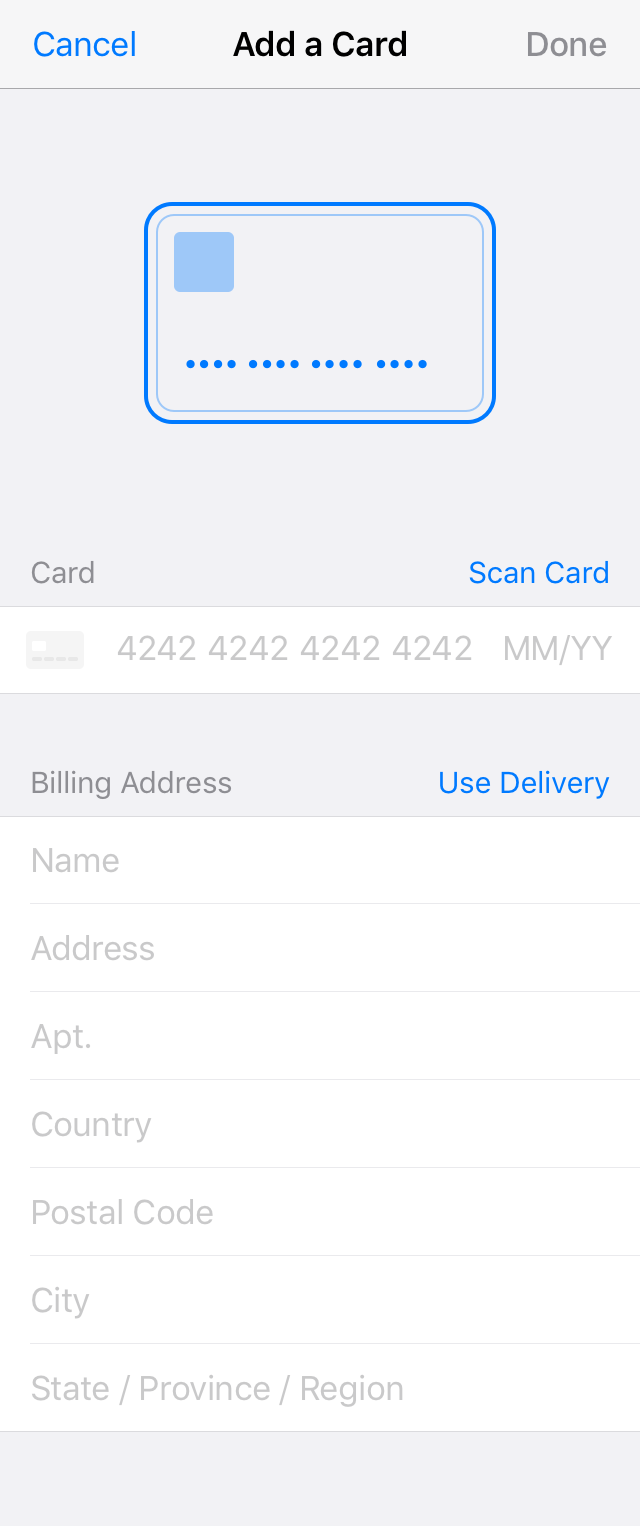 Cancel Add a Card Done
•••• •••• •••• ••••
Card Scan Card
4242 4242 4242 4242 MM/YY
Billing Address Use Delivery
Name
Address
Apt.
Country
Postal Code
City
State / Province / Region